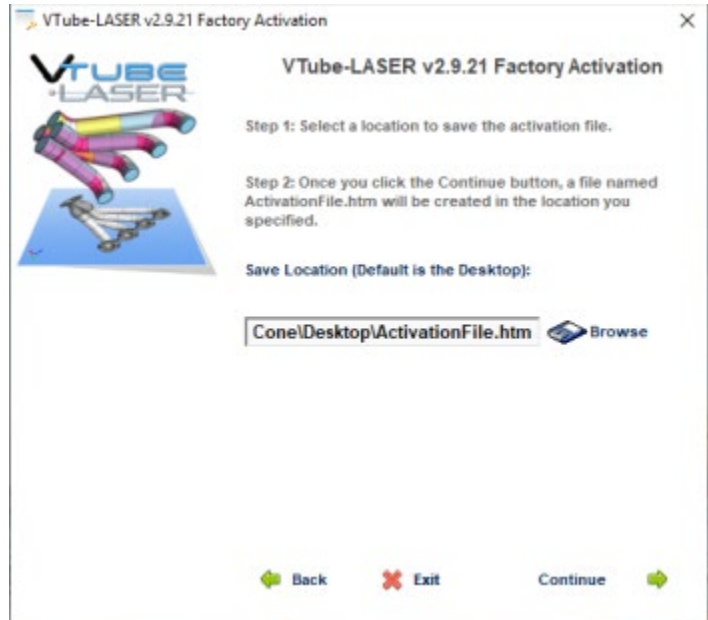 VTube-LASER v2.9.21 Factory Activation
VTUBE
-LASER
VTube-LASER v2.9.21 Factory Activation
Step 1: Select a location to save the activation file.
Step 2: Once you click the Continue button, a file named
ActivationFile.htm will be created in the location you
specified.
Save Location (Default is the Desktop):
Cone\Desktop\ActivationFile.htm
Browse
Back
Exit
Continue